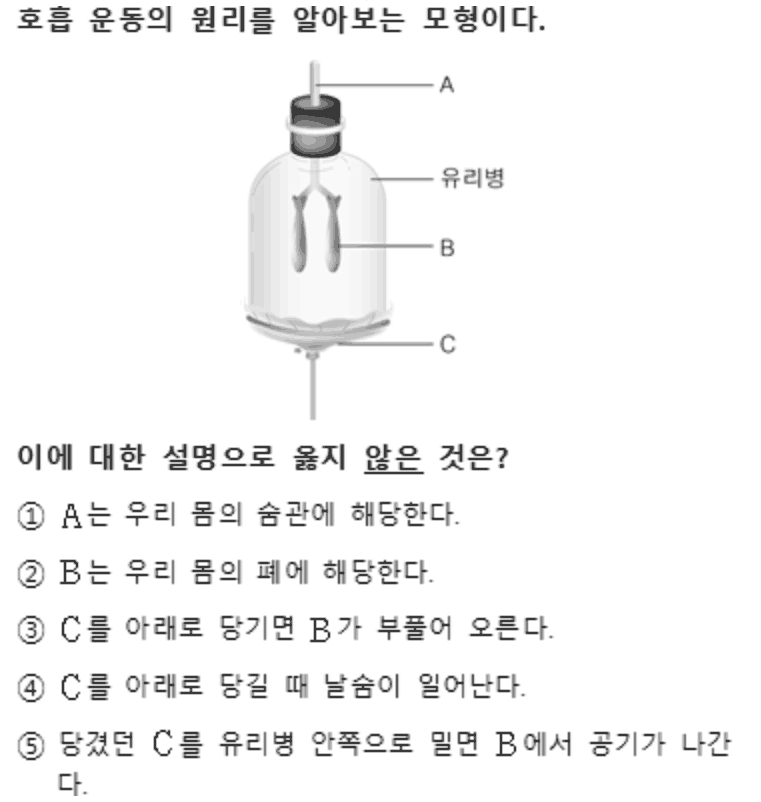 호흡 운동의 원리를 알아보는 모형이다.
A
유리병
B
C
이에 대한 설명으로 옳지 않은 것은?
① A는 우리 몸의 숨관에 해당한다.
② B는 우리 몸의 폐에 해당한다.
③ C를 아래로 당기면 B가 부풀어 오른다.
④ C를 아래로 당길 때 날숨이 일어난다.
⑤ 당겼던 C를 유리병 안쪽으로 밀면 B에서 공기가 나간
다.